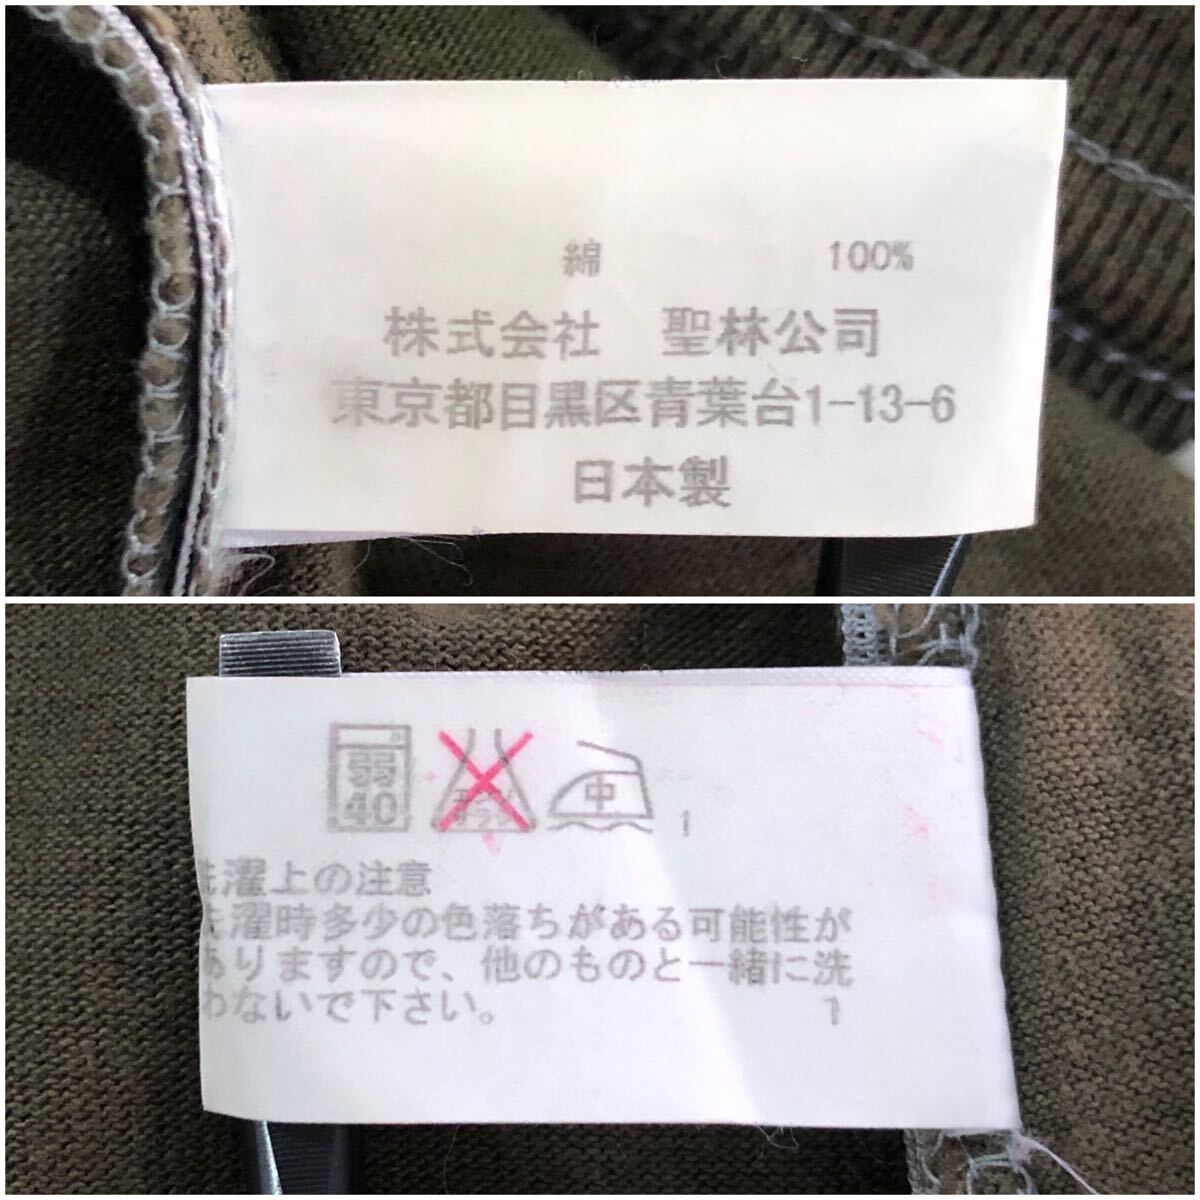 綿 100%
株式会社 聖林公司
東京都目黒区青葉台1-13-6
日本製
弱
40
中
1
洗濯上の注意
洗濯時多少の色落ちがある可能性が
ありますので、他のものと一緒に洗
わないで下さい。 1